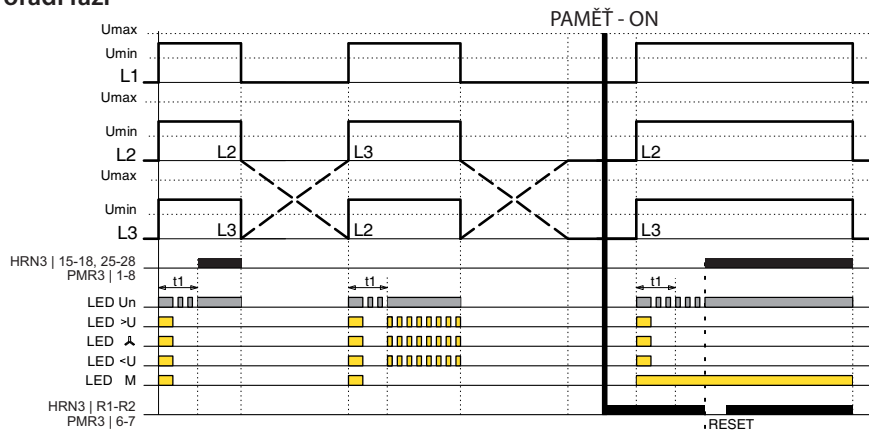 PAMĚŤ - ON
Umax
Umin
L1
Umax
Umin
L2 L2 L3 L2
Umax
Umin
L3 L3 L2 L3
HRN3 | 15-18, 25-28
PMR3 | 1-8
t1 t1 t1
LED Un
LED >U
LED
LED <U
LED M
HRN3 | R1-R2
PMR3 | 6-7
RESET